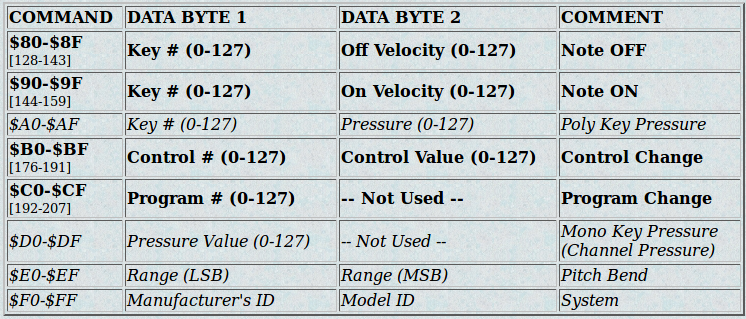 COMMAND DATA BYTE 1 DATA BYTE 2 COMMENT
$80-$8F Key # (0-127) Off Velocity (0-127) Note OFF
[128-143]
$90-$9F Key # (0-127) On Velocity (0-127) Note ON
[144-159]
$A0-$AF Key # (0-127) Pressure (0-127) Poly Key Pressure
$B0-$BF Control # (0-127) Control Value (0-127) Control Change
[176-191]
$C0-$CF Program # (0-127) -- Not Used -- Program Change
[192-207]
$D0-$DF Pressure Value (0-127) -- Not Used -- Mono Key Pressure
(Channel Pressure)
$E0-$EF Range (LSB) Range (MSB) Pitch Bend
$F0-$FF Manufacturer's ID Model ID System